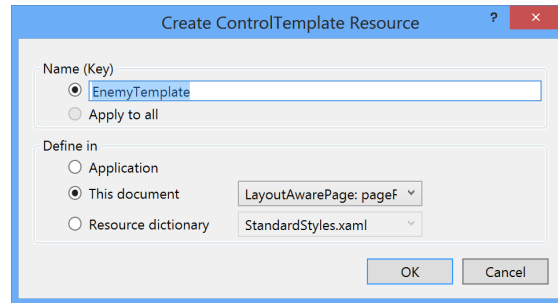 Create ControlTemplate Resource
? ×
Name (Key)
EnemyTemplate
Apply to all
Define in
Application
This document LayoutAwarePage: pageF
Resource dictionary StandardStyles.xaml
OK Cancel